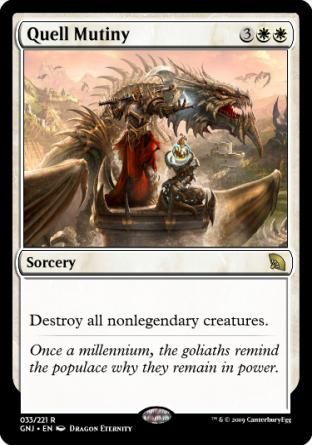 Quell Mutiny 3
Sorcery
Destroy all nonlegendary creatures.
Once a millennium, the goliaths remind
the populace why they remain in power.
033/221 R
GNJ • EN DRAGON ETERNITY
™ & © 2019 CanterburyEgg